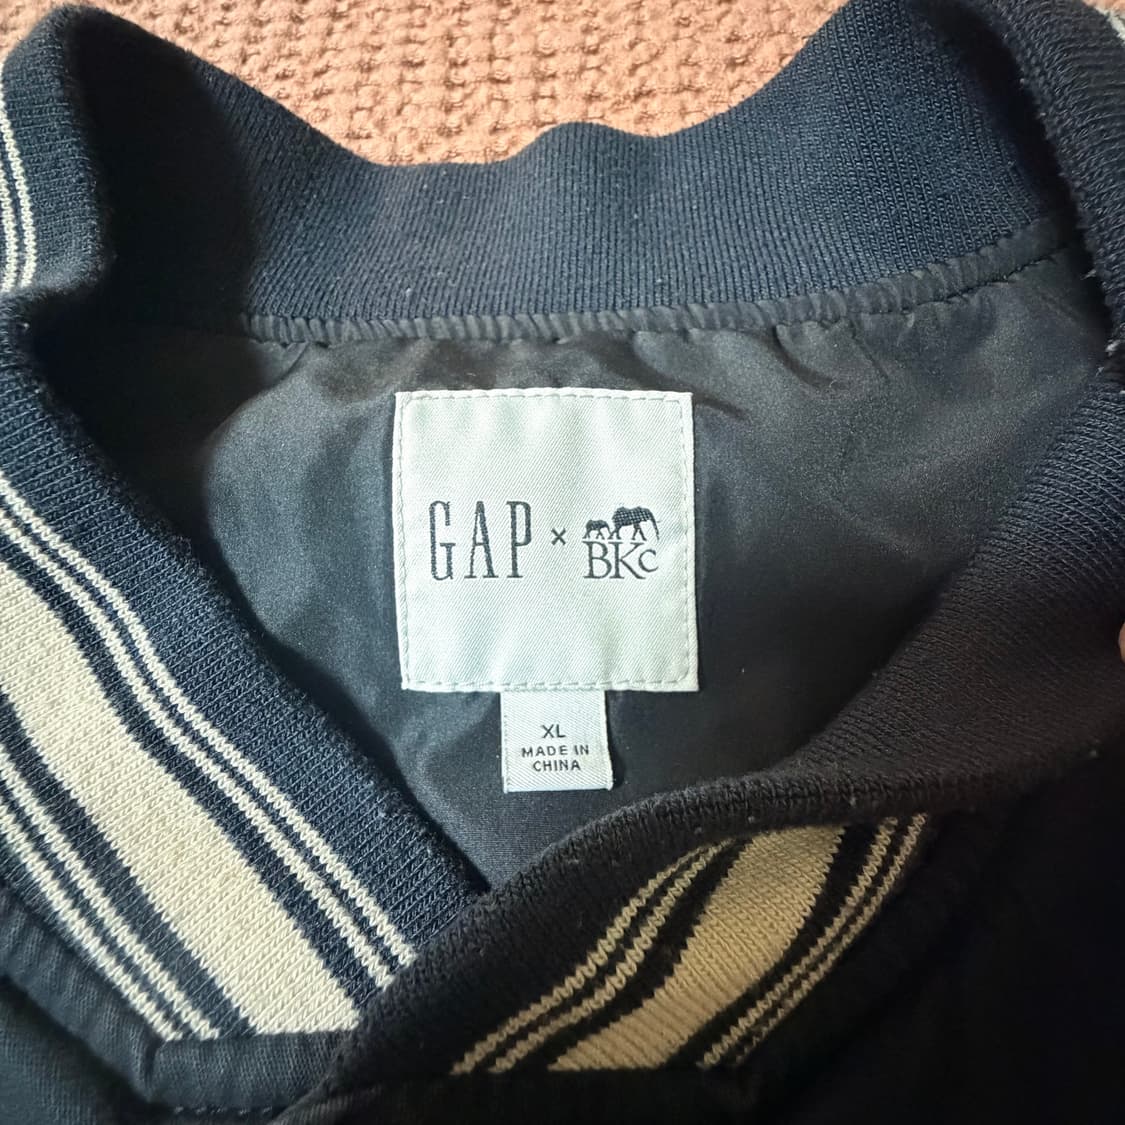 GAP × BKc
XL
MADE IN
CHINA